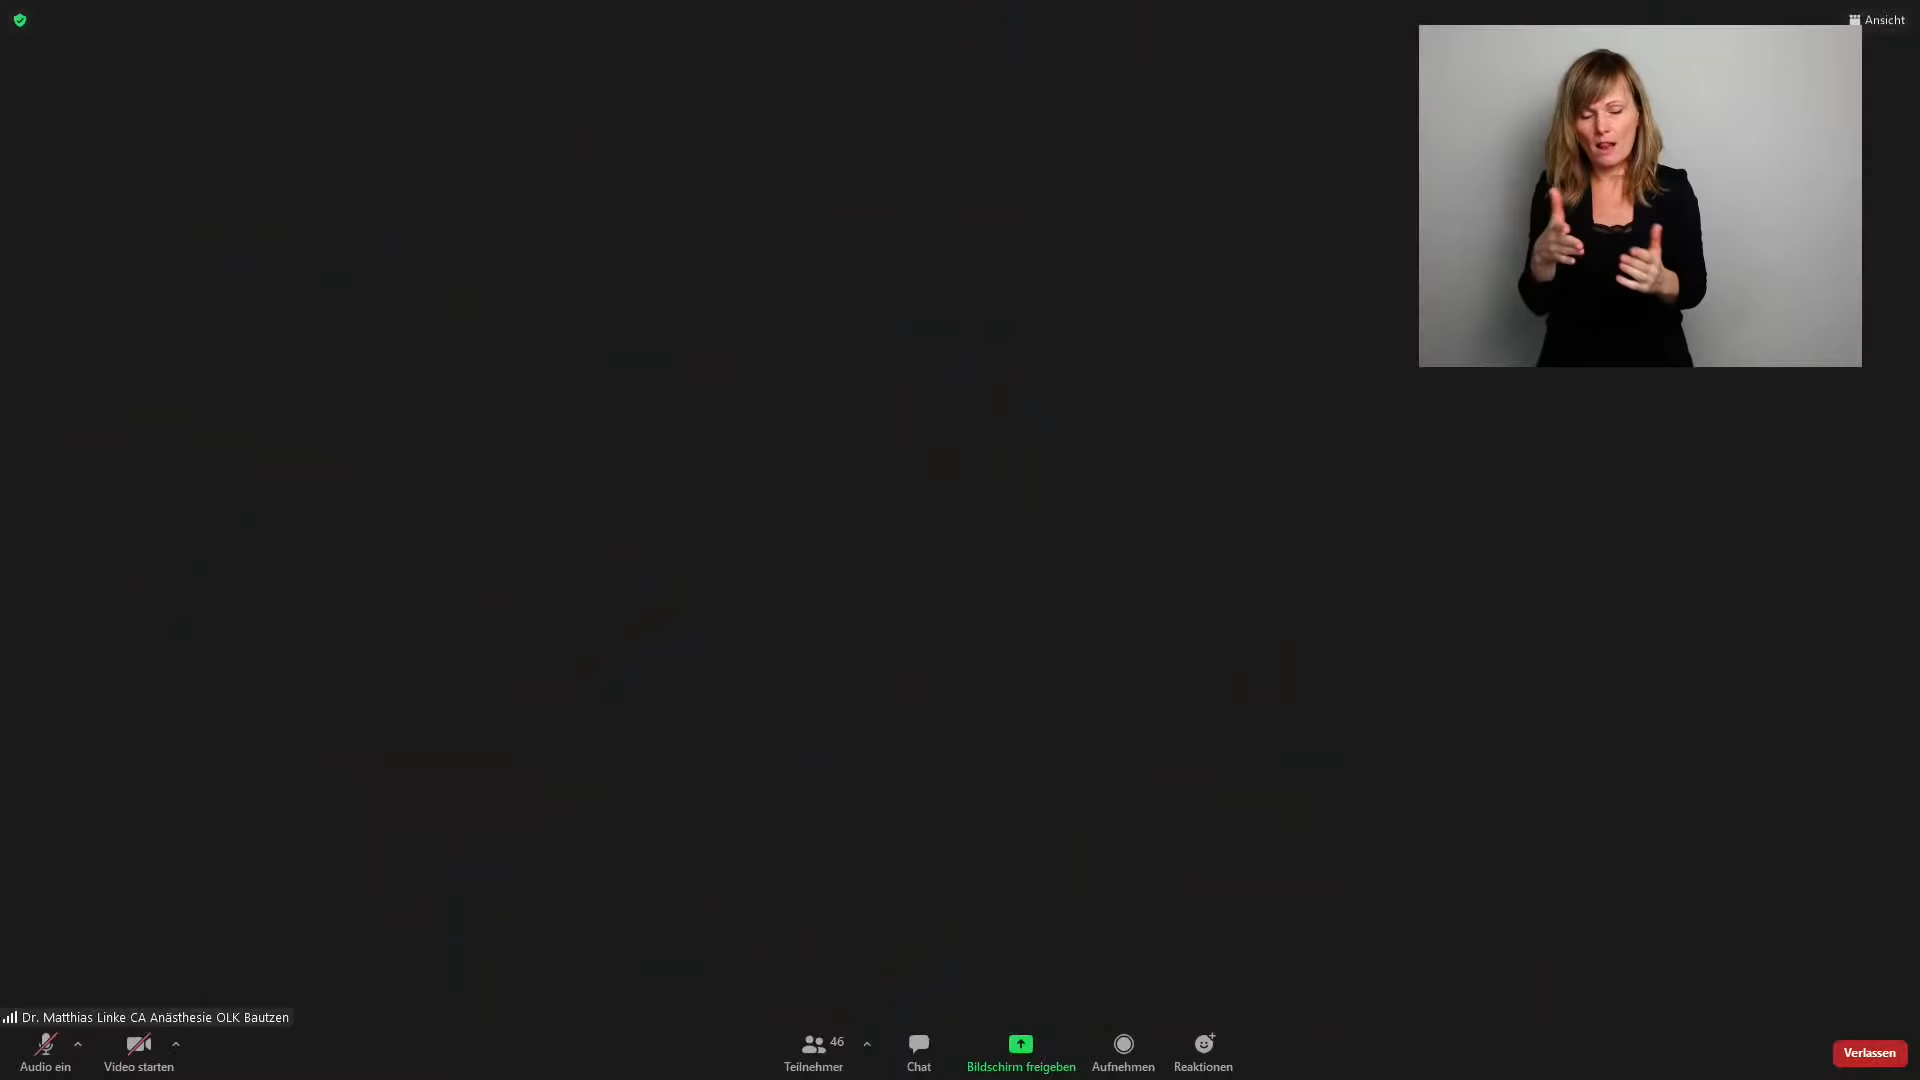 Ansicht
Dr. Matthias Linke CA Anästhesie OLK Bautzen
Audio ein
Video starten
46
Teilnehmer
Chat
Bildschirm freigeben
Aufnehmen
Reaktionen
Verlassen